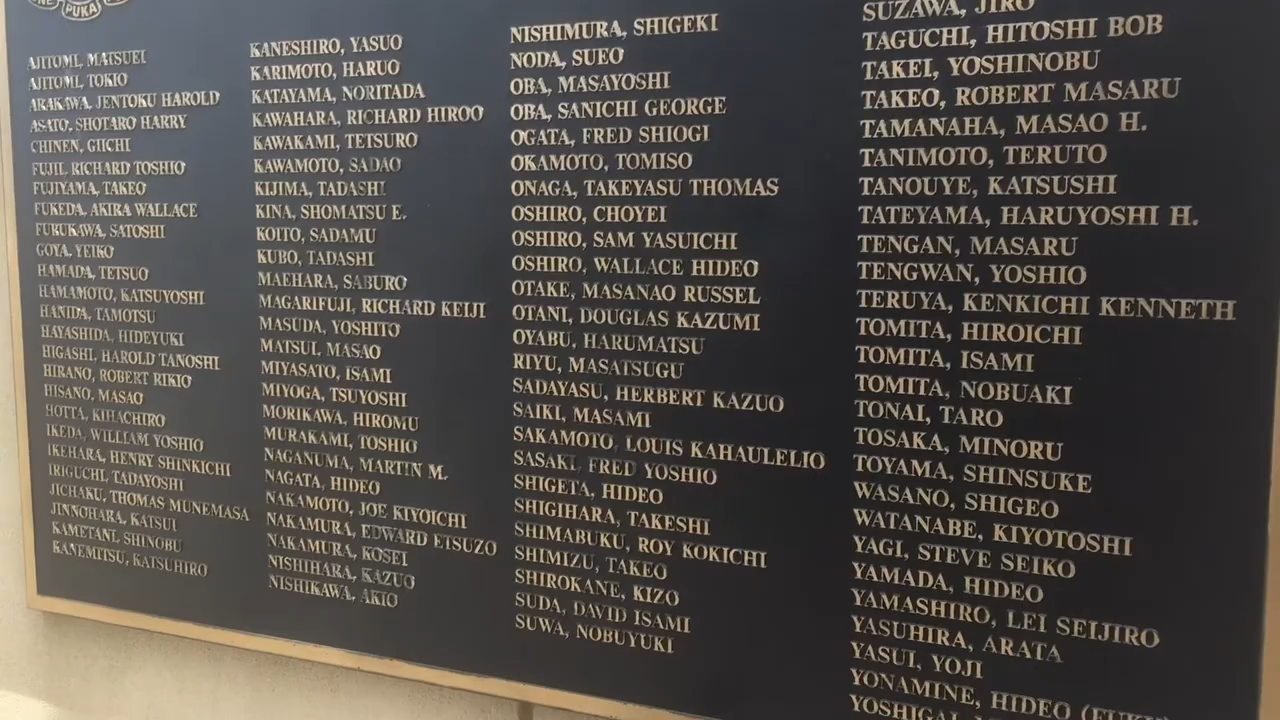 PUKA
AJITOMI, MATSUEI
AJITOMI, TOKIO
ARAKAWA, JENTOKU HAROLD
ASATO, SHOTARO HARRY
CHINEN, GIICHI
FUJII, RICHARD TOSHIO
FUJIYAMA, TAKEO
FUKEDA, AKIRA WALLACE
FUKUKAWA, SATOSHI
GOYA, YEIKO
HAMADA, TETSUO
HAMAMOTO, KATSUYOSHI
HANIDA, TAMOTSU
HAYASHIDA, HIDEYUKI
HIGASHI, HAROLD TANOSHI
HIRANO, ROBERT RIKIO
HISANO, MASAO
HOTTA, KIHACHIRO
IKEDA, WILLIAM YOSHIO
IKEHARA, HENRY SHINKICHI
IRIGUCHI, TADAYOSHI
JICHAKU, THOMAS MUNEMASA
JINNOHARA, KATSUI
KAMETANI, SHINOBU
KANEMITSU, KATSUHIRO
KANESHIRO, YASUO
KARIMOTO, HARUO
KATAYAMA, NORITADA
KAWAHARA, RICHARD HIROO
KAWAKAMI, TETSURO
KAWAMOTO, SADAO
KIJIMA, TADASHI
KINA, SHOMATSU E.
KOITO, SADAMU
KUBO, TADASHI
MAEHARA, SABURO
MAGARIFUJI, RICHARD KEIJI
MASUDA, YOSHITO
MATSUI, MASAO
MIYASATO, ISAMI
MIYOGA, TSUYOSHI
MORIKAWA, HIROMU
MURAKAMI, TOSHIO
NAGANUMA, MARTIN M.
NAGATA, HIDEO
NAKAMOTO, JOE KIYOICHI
NAKAMURA, EDWARD ETSUZO
NAKAMURA, KOSEI
NISHIHARA, KAZUO
NISHIKAWA, AKIO
NISHIMURA, SHIGEKI
NODA, SUEO
OBA, MASAYOSHI
OBA, SANICHI GEORGE
OGATA, FRED SHIOGI
OKAMOTO, TOMISO
ONAGA, TAKEYASU THOMAS
OSHIRO, CHOYEI
OSHIRO, SAM YASUICHI
OSHIRO, WALLACE HIDEO
OTAKE, MASANAO RUSSEL
OTANI, DOUGLAS KAZUMI
OYABU, HARUMATSU
RIYU, MASATSUGU
SADAYASU, HERBERT KAZUO
SAIKI, MASAMI
SAKAMOTO, LOUIS KAHAULELIO
SASAKI, FRED YOSHIO
SHIGETA, HIDEO
SHIGIHARA, TAKESHI
SHIMABUKU, ROY KOKICHI
SHIMIZU, TAKEO
SHIROKANE, KIZO
SUDA, DAVID ISAMI
SUWA, NOBUYUKI
SUZAWA, JIRO
TAGUCHI, HITOSHI BOB
TAKEI, YOSHINOBU
TAKEO, ROBERT MASARU
TAMANAHA, MASAO H.
TANIMOTO, TERUTO
TANOUYE, KATSUSHI
TATEYAMA, HARUYOSHI H.
TENGAN, MASARU
TENGWAN, YOSHIO
TERUYA, KENKICHI KENNETH
TOMITA, HIROICHI
TOMITA, ISAMI
TOMITA, NOBUAKI
TONAI, TARO
TOSAKA, MINORU
TOYAMA, SHINSUKE
WASANO, SHIGEO
WATANABE, KIYOTOSHI
YAGI, STEVE SEIKO
YAMADA, HIDEO
YAMASHIRO, LEI SEIJIRO
YASUHIRA, ARATA
YASUI, YOJI
YONAMINE, HIDEO